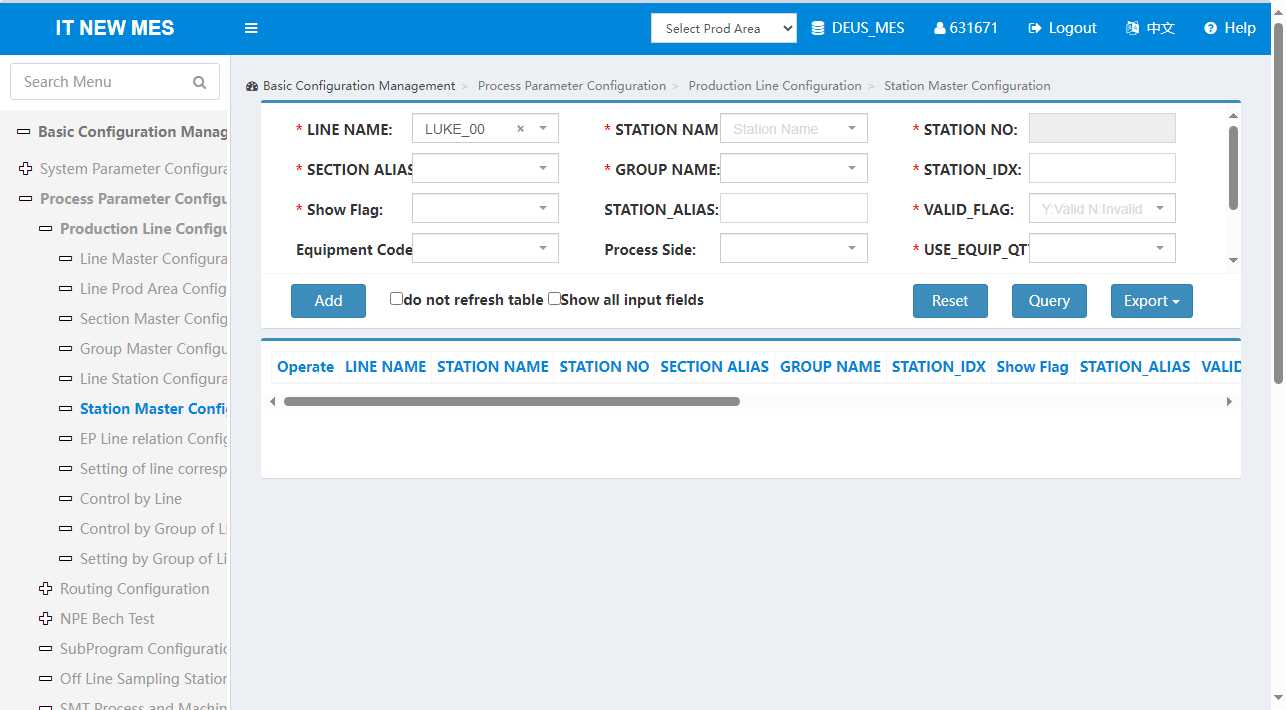 IT NEW MES
Select Prod Area
DEUS_MES
631671
Logout
中文
Help
Search Menu
Basic Configuration Manag
System Parameter Configura
Process Parameter Configu
Production Line Configu
Line Master Configura
Line Prod Area Config
Section Master Config
Group Master Configu
Line Station Configura
Station Master Confi
EP Line relation Config
Setting of line corresp
Control by Line
Control by Group of Li
Setting by Group of Li
Routing Configuration
NPE Bech Test
SubProgram Configuratio
Off Line Sampling Station
SMT Process and Machin
Basic Configuration Management > Process Parameter Configuration > Production Line Configuration > Station Master Configuration
* LINE NAME: LUKE_00 × * STATION NAM Station Name * STATION NO:
* SECTION ALIAS * GROUP NAME: * STATION_IDX:
* Show Flag: STATION_ALIAS: * VALID_FLAG: Y:Valid N:Invalid
Equipment Code Process Side: * USE_EQUIP_QT
Add do not refresh table Show all input fields Reset Query Export
Operate LINE NAME STATION NAME STATION NO SECTION ALIAS GROUP NAME STATION_IDX Show Flag STATION_ALIAS VALID